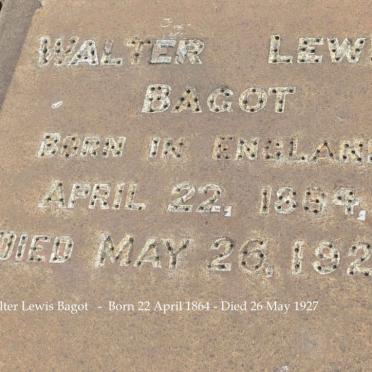 WALTER LEWI
BAGOT
BORN IN ENGLAN
APRIL 22, 1864,
DIED MAY 26, 192
lter Lewis Bagot - Born 22 April 1864 - Died 26 May 1927